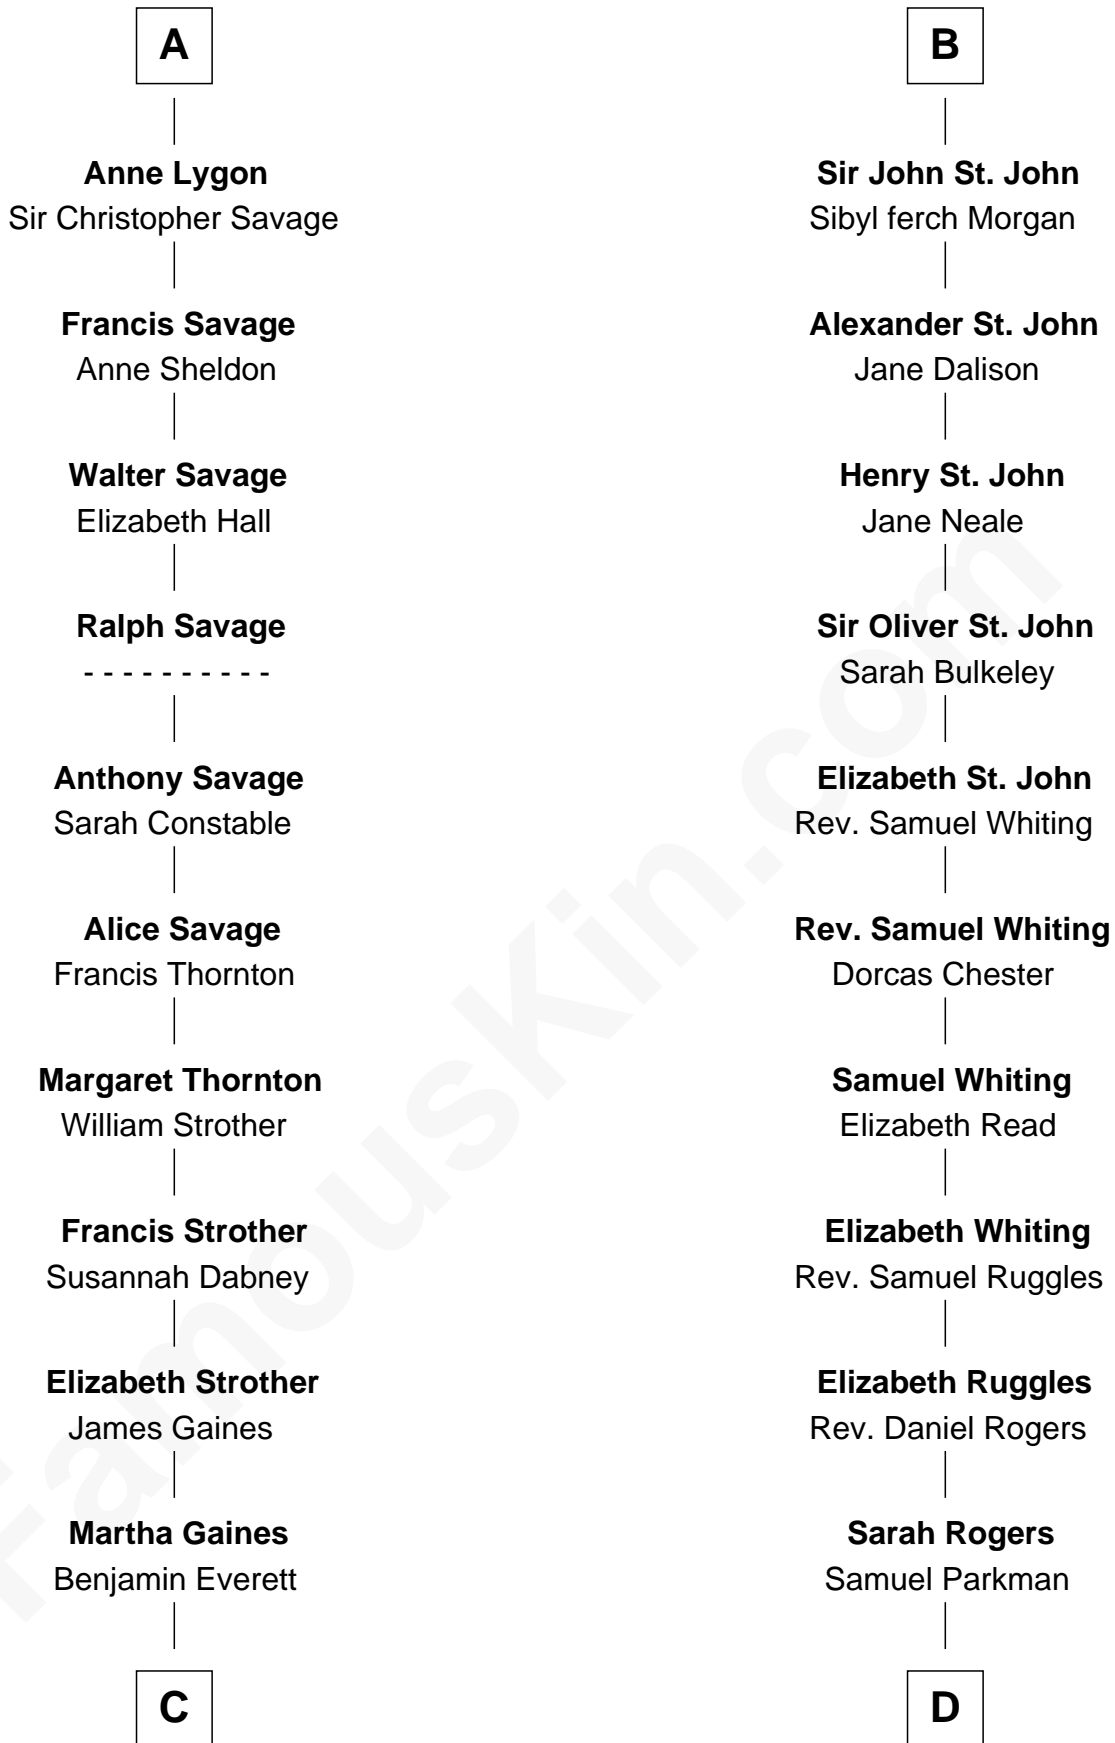 A
Anne Lygon
Sir Christopher Savage
Francis Savage
Anne Sheldon
Walter Savage
Elizabeth Hall
Ralph Savage
- - - - - - - - - -
Anthony Savage
Sarah Constable
Alice Savage
Francis Thornton
Margaret Thornton
William Strother
Francis Strother
Susannah Dabney
Elizabeth Strother
James Gaines
Martha Gaines
Benjamin Everett
C
B
Sir John St. John
Sibyl ferch Morgan
Alexander St. John
Jane Dalison
Henry St. John
Jane Neale
Sir Oliver St. John
Sarah Bulkeley
Elizabeth St. John
Rev. Samuel Whiting
Rev. Samuel Whiting
Dorcas Chester
Samuel Whiting
Elizabeth Read
Elizabeth Whiting
Rev. Samuel Ruggles
Elizabeth Ruggles
Rev. Daniel Rogers
Sarah Rogers
Samuel Parkman
D
FamousKin.com